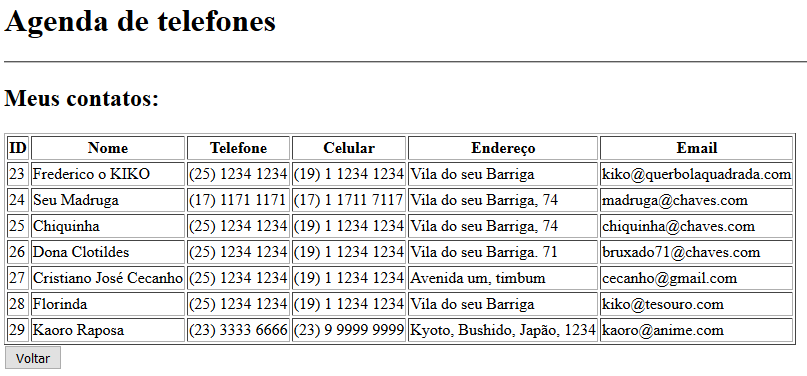 Agenda de telefones
Meus contatos:
ID Nome Telefone Celular Endereço Email
23 Frederico o KIKO (25) 1234 1234 (19) 1 1234 1234 Vila do seu Barriga kiko@querbolaquadrada.com
24 Seu Madruga (17) 1171 1171 (17) 1 1711 7117 Vila do seu Barriga, 74 madruga@chaves.com
25 Chiquinha (25) 1234 1234 (19) 1 1234 1234 Vila do seu Barriga, 74 chiquinha@chaves.com
26 Dona Clotildes (25) 1234 1234 (19) 1 1234 1234 Vila do seu Barriga. 71 bruxado71@chaves.com
27 Cristiano José Cecanho (25) 1234 1234 (19) 1 1234 1234 Avenida um, timbum cecanho@gmail.com
28 Florinda (25) 1234 1234 (19) 1 1234 1234 Vila do seu Barriga kiko@tesouro.com
29 Kaoro Raposa (23) 3333 6666 (23) 9 9999 9999 Kyoto, Bushido, Japão, 1234 kaoro@anime.com
Voltar